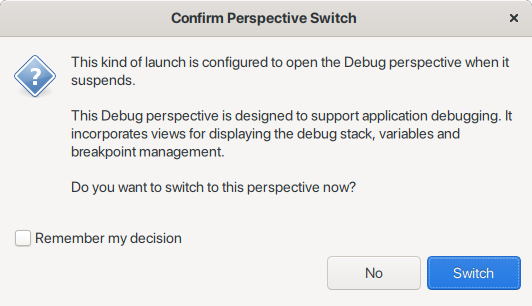 Confirm Perspective Switch
This kind of launch is configured to open the Debug perspective when it
suspends.
This Debug perspective is designed to support application debugging. It
incorporates views for displaying the debug stack, variables and
breakpoint management.
Do you want to switch to this perspective now?
Remember my decision
No
Switch